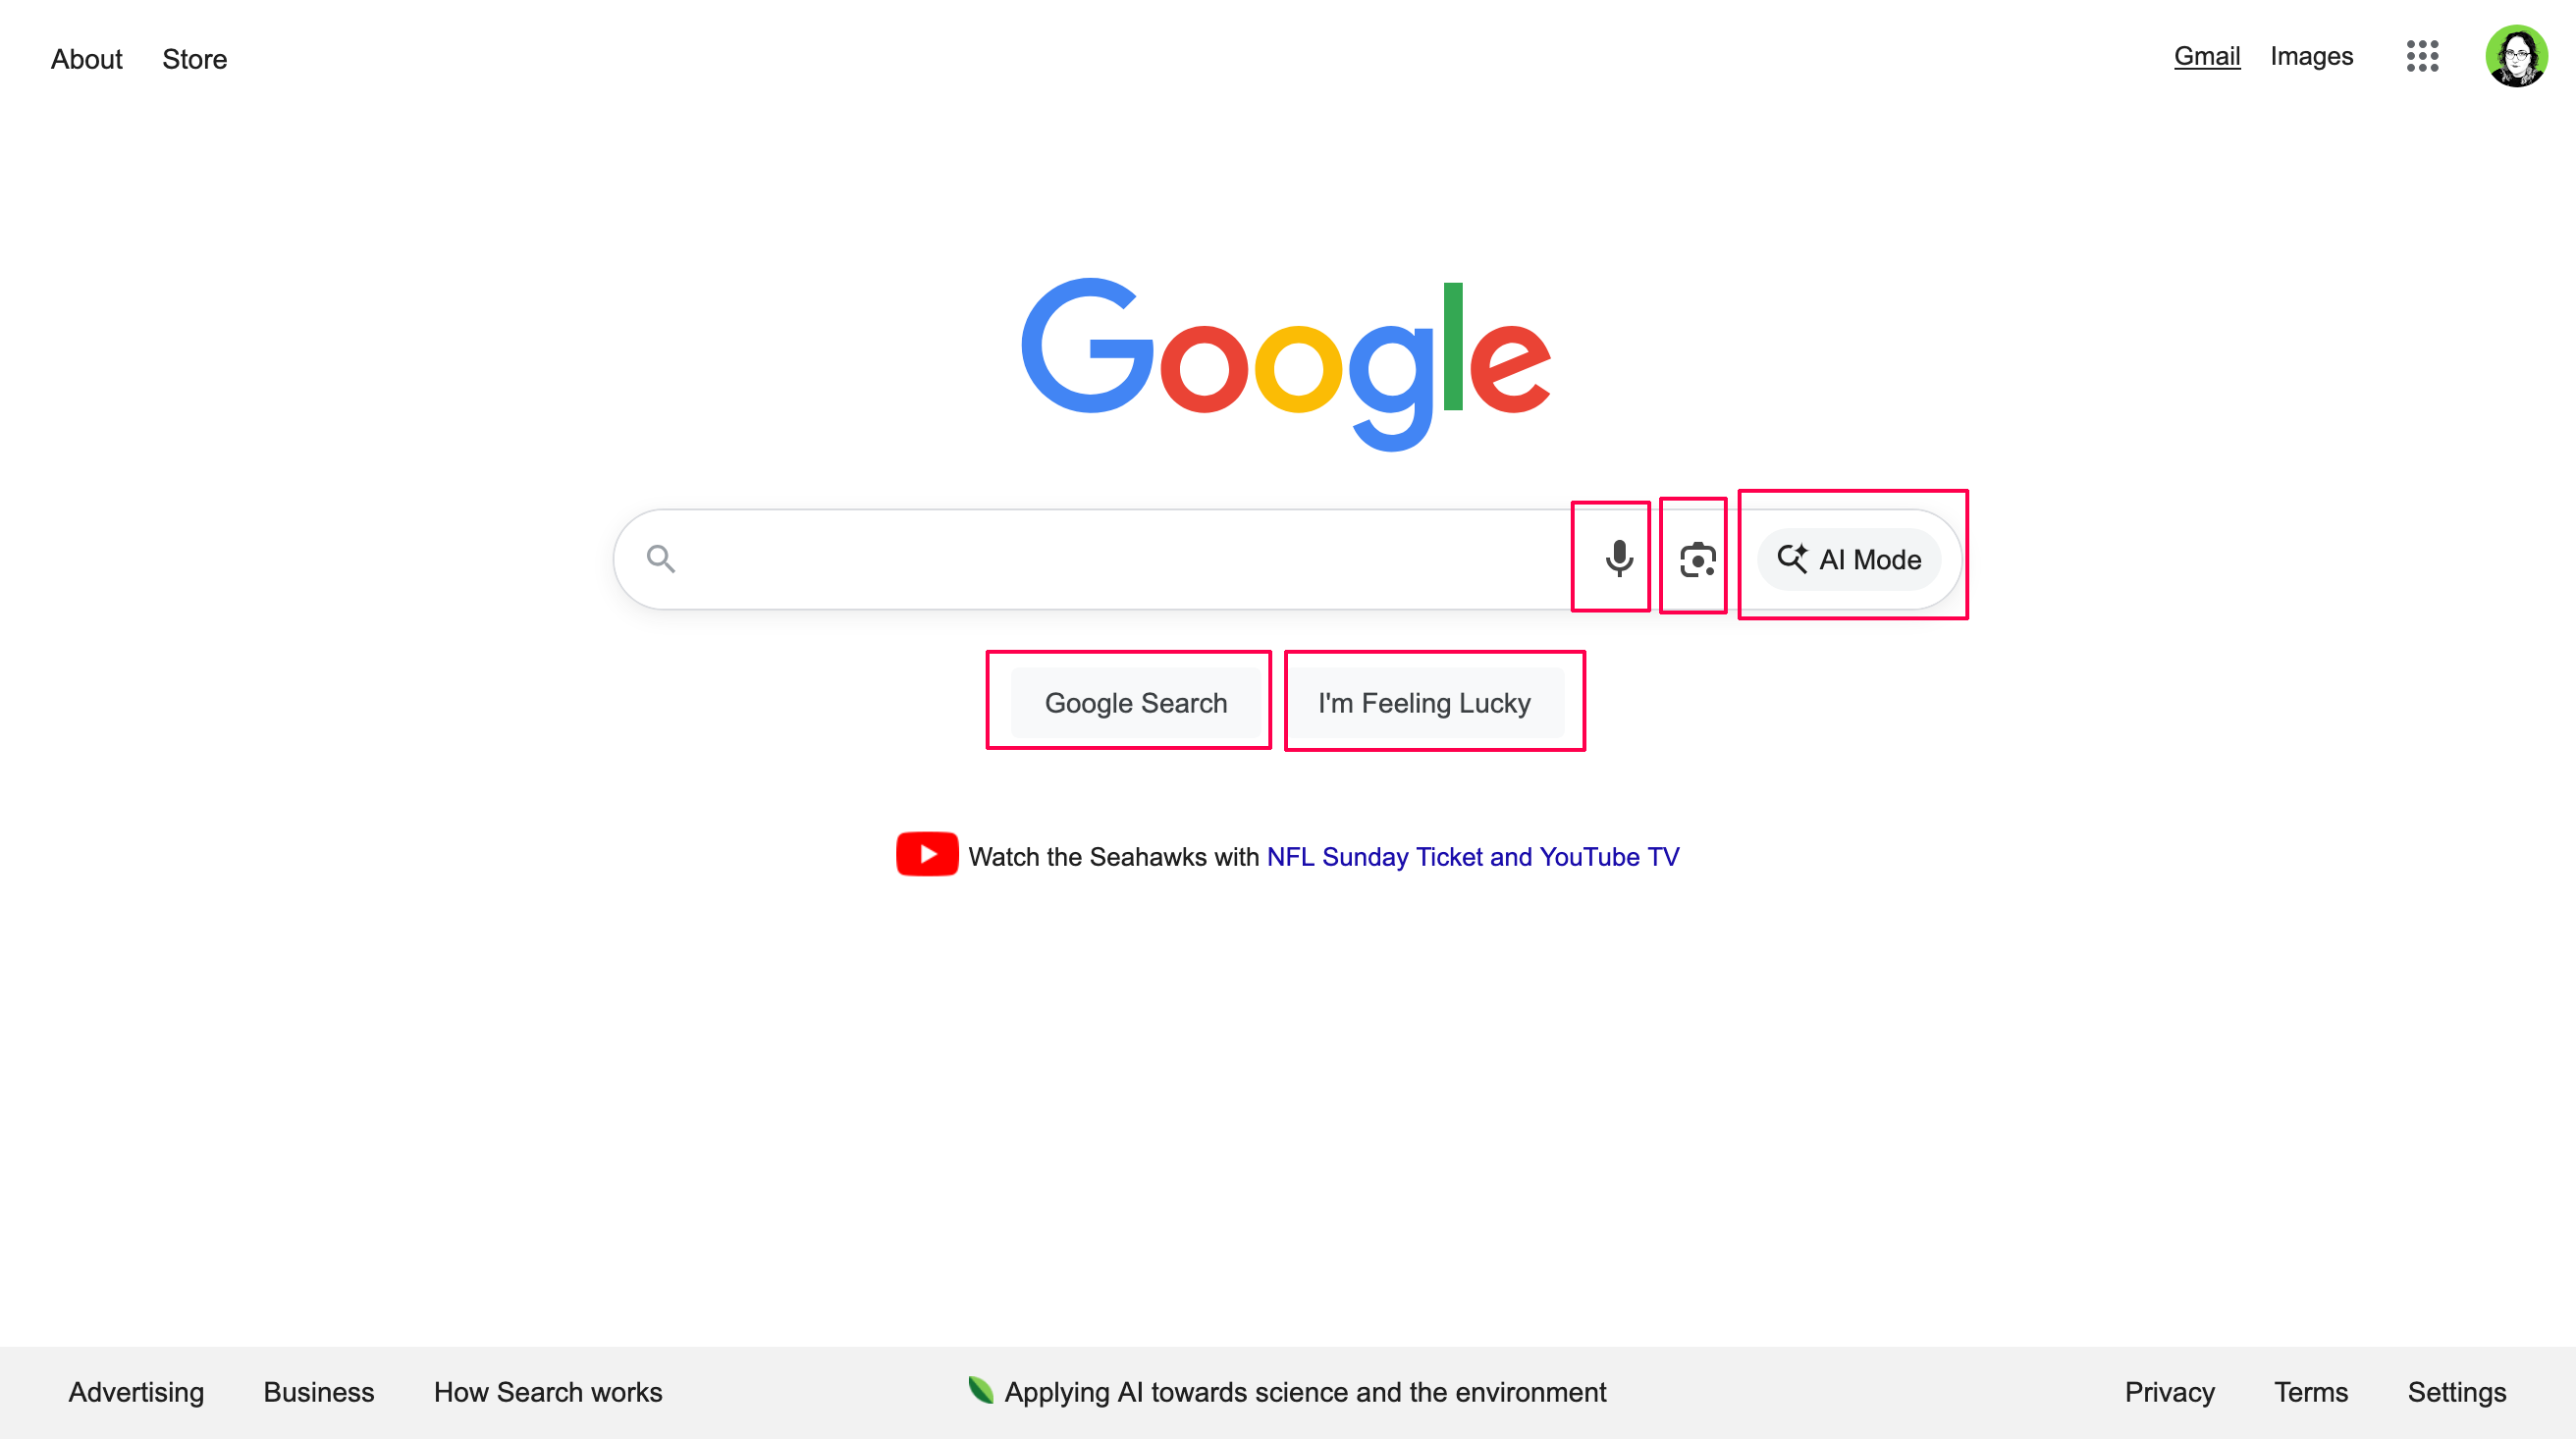 About Store Gmail Images
Google
AI Mode
Google Search I'm Feeling Lucky
Watch the Seahawks with NFL Sunday Ticket and YouTube TV
Advertising Business How Search works Applying AI towards science and the environment Privacy Terms Settings